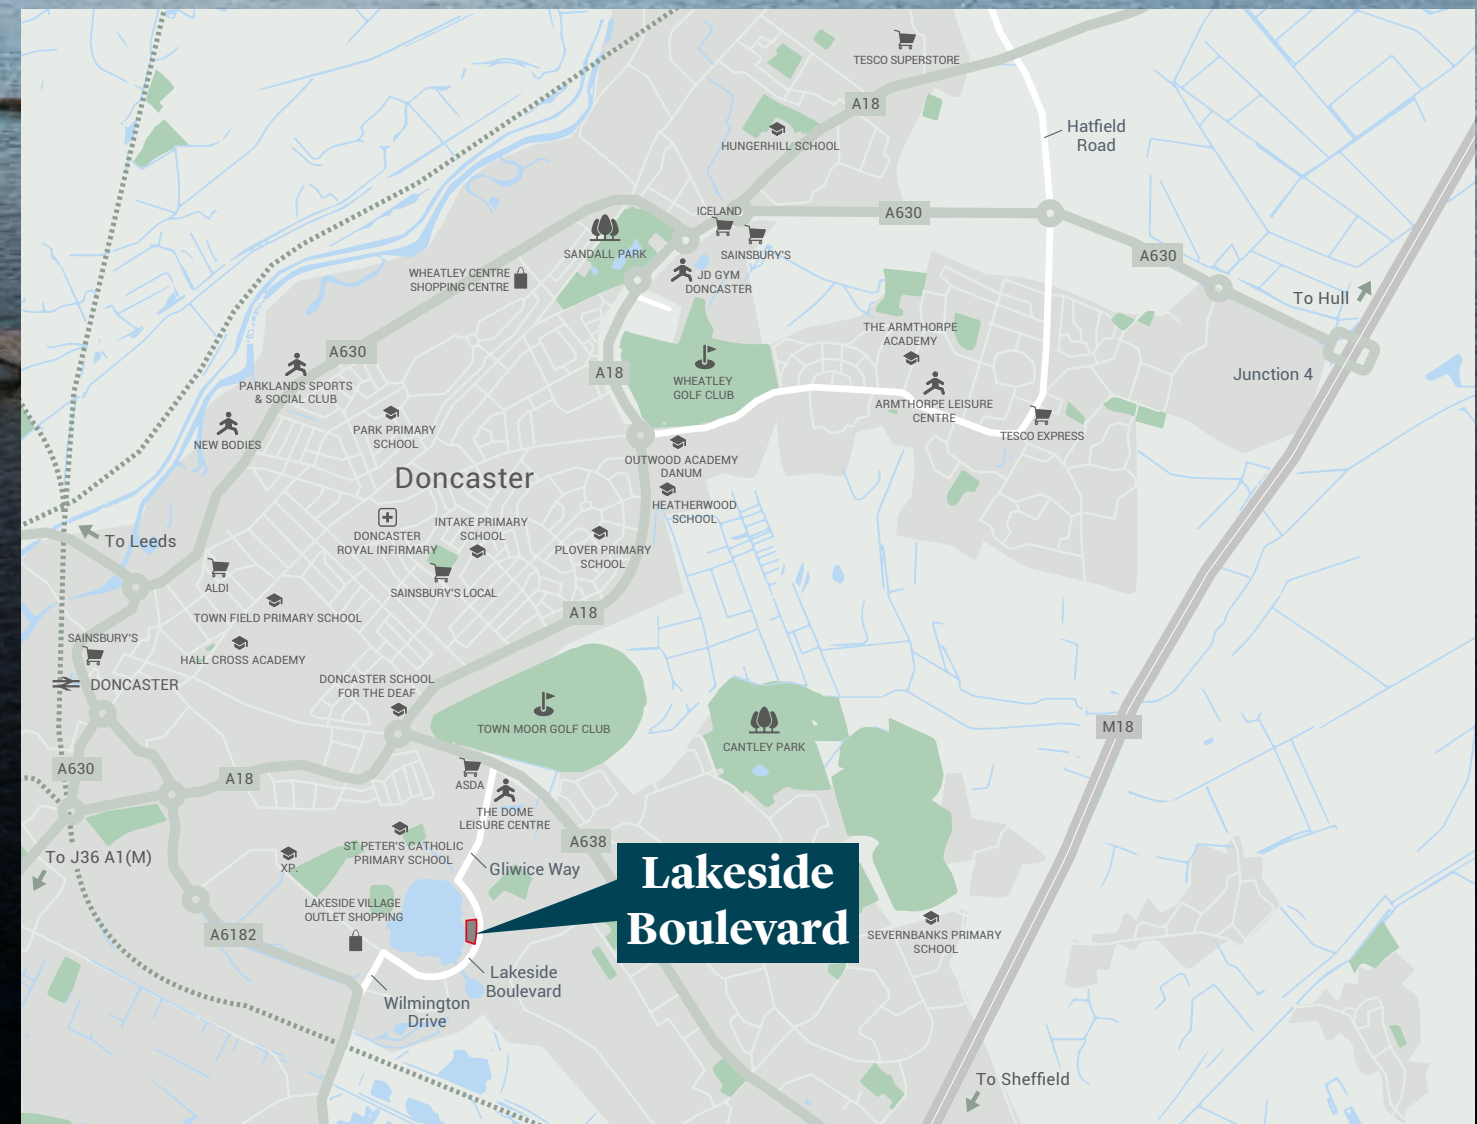 TESCO SUPERSTORE
A18
HUNGERHILL SCHOOL
Hatfield
Road
ICELAND
A630
SAINSBURY'S
SANDALL PARK
A630
WHEATLEY CENTRE
SHOPPING CENTRE
JD GYM
DONCASTER
To Hull
THE ARMTHORPE
ACADEMY
A630
PARKLANDS SPORTS
& SOCIAL CLUB
A18
WHEATLEY
GOLF CLUB
Junction 4
ARMTHORPE LEISURE
CENTRE
TESCO EXPRESS
NEW BODIES
PARK PRIMARY
SCHOOL
OUTWOOD ACADEMY
DANUM
Doncaster
HEATHERWOOD
SCHOOL
To Leeds
DONCASTER
ROYAL INFIRMARY
INTAKE PRIMARY
SCHOOL
PLOVER PRIMARY
SCHOOL
ALDI
SAINSBURY'S LOCAL
TOWN FIELD PRIMARY SCHOOL
A18
SAINSBURY'S
HALL CROSS ACADEMY
DONCASTER
DONCASTER SCHOOL
FOR THE DEAF
TOWN MOOR GOLF CLUB
CANTLEY PARK
M18
A630
A18
ASDA
THE DOME
LEISURE CENTRE
A638
ST PETER'S CATHOLIC
PRIMARY SCHOOL
To J36 A1(M)
XP.
Gliwice Way
Lakeside
Boulevard
LAKESIDE VILLAGE
OUTLET SHOPPING
A6182
SEVERNBANKS PRIMARY
SCHOOL
Lakeside
Boulevard
Wilmington
Drive
To Sheffield